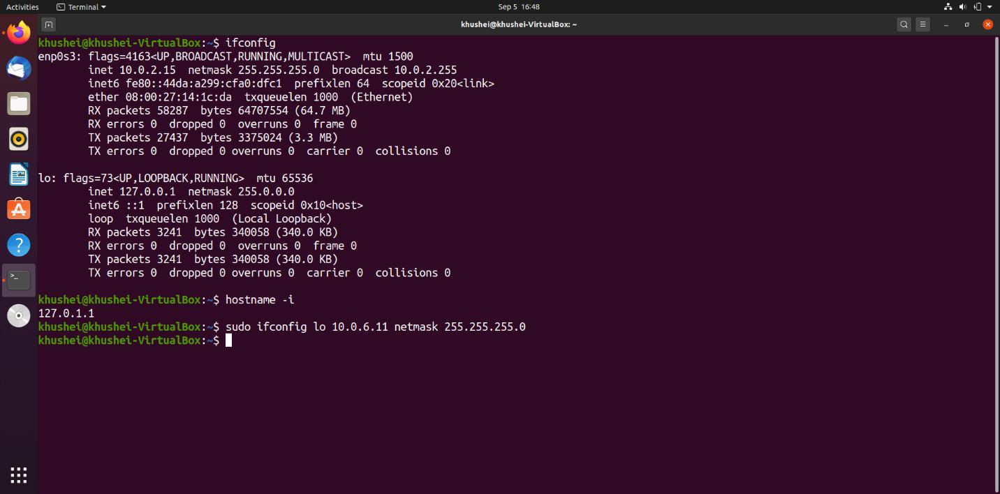 Activities
Terminal
Sep 5 16:48
khushei@khushei-VirtualBox: ~
khushei@khushei-VirtualBox:~$ ifconfig
enp0s3: flags=4163<UP,BROADCAST,RUNNING,MULTICAST>  mtu 1500
        inet 10.0.2.15  netmask 255.255.255.0  broadcast 10.0.2.255
        inet6 fe80::44da:a299:cfa0:dfc1  prefixlen 64  scopeid 0x20<link>
        ether 08:00:27:14:1c:da  txqueuelen 1000  (Ethernet)
        RX packets 58287  bytes 64707554 (64.7 MB)
        RX errors 0  dropped 0  overruns 0  frame 0
        TX packets 27437  bytes 3375024 (3.3 MB)
        TX errors 0  dropped 0 overruns 0  carrier 0  collisions 0
lo: flags=73<UP,LOOPBACK,RUNNING>  mtu 65536
        inet 127.0.0.1  netmask 255.0.0.0
        inet6 ::1  prefixlen 128  scopeid 0x10<host>
        loop  txqueuelen 1000  (Local Loopback)
        RX packets 3241  bytes 340058 (340.0 KB)
        RX errors 0  dropped 0  overruns 0  frame 0
        TX packets 3241  bytes 340058 (340.0 KB)
        TX errors 0  dropped 0 overruns 0  carrier 0  collisions 0
khushei@khushei-VirtualBox:~$ hostname -i
127.0.1.1
khushei@khushei-VirtualBox:~$ sudo ifconfig lo 10.0.6.11 netmask 255.255.255.0
khushei@khushei-VirtualBox:~$